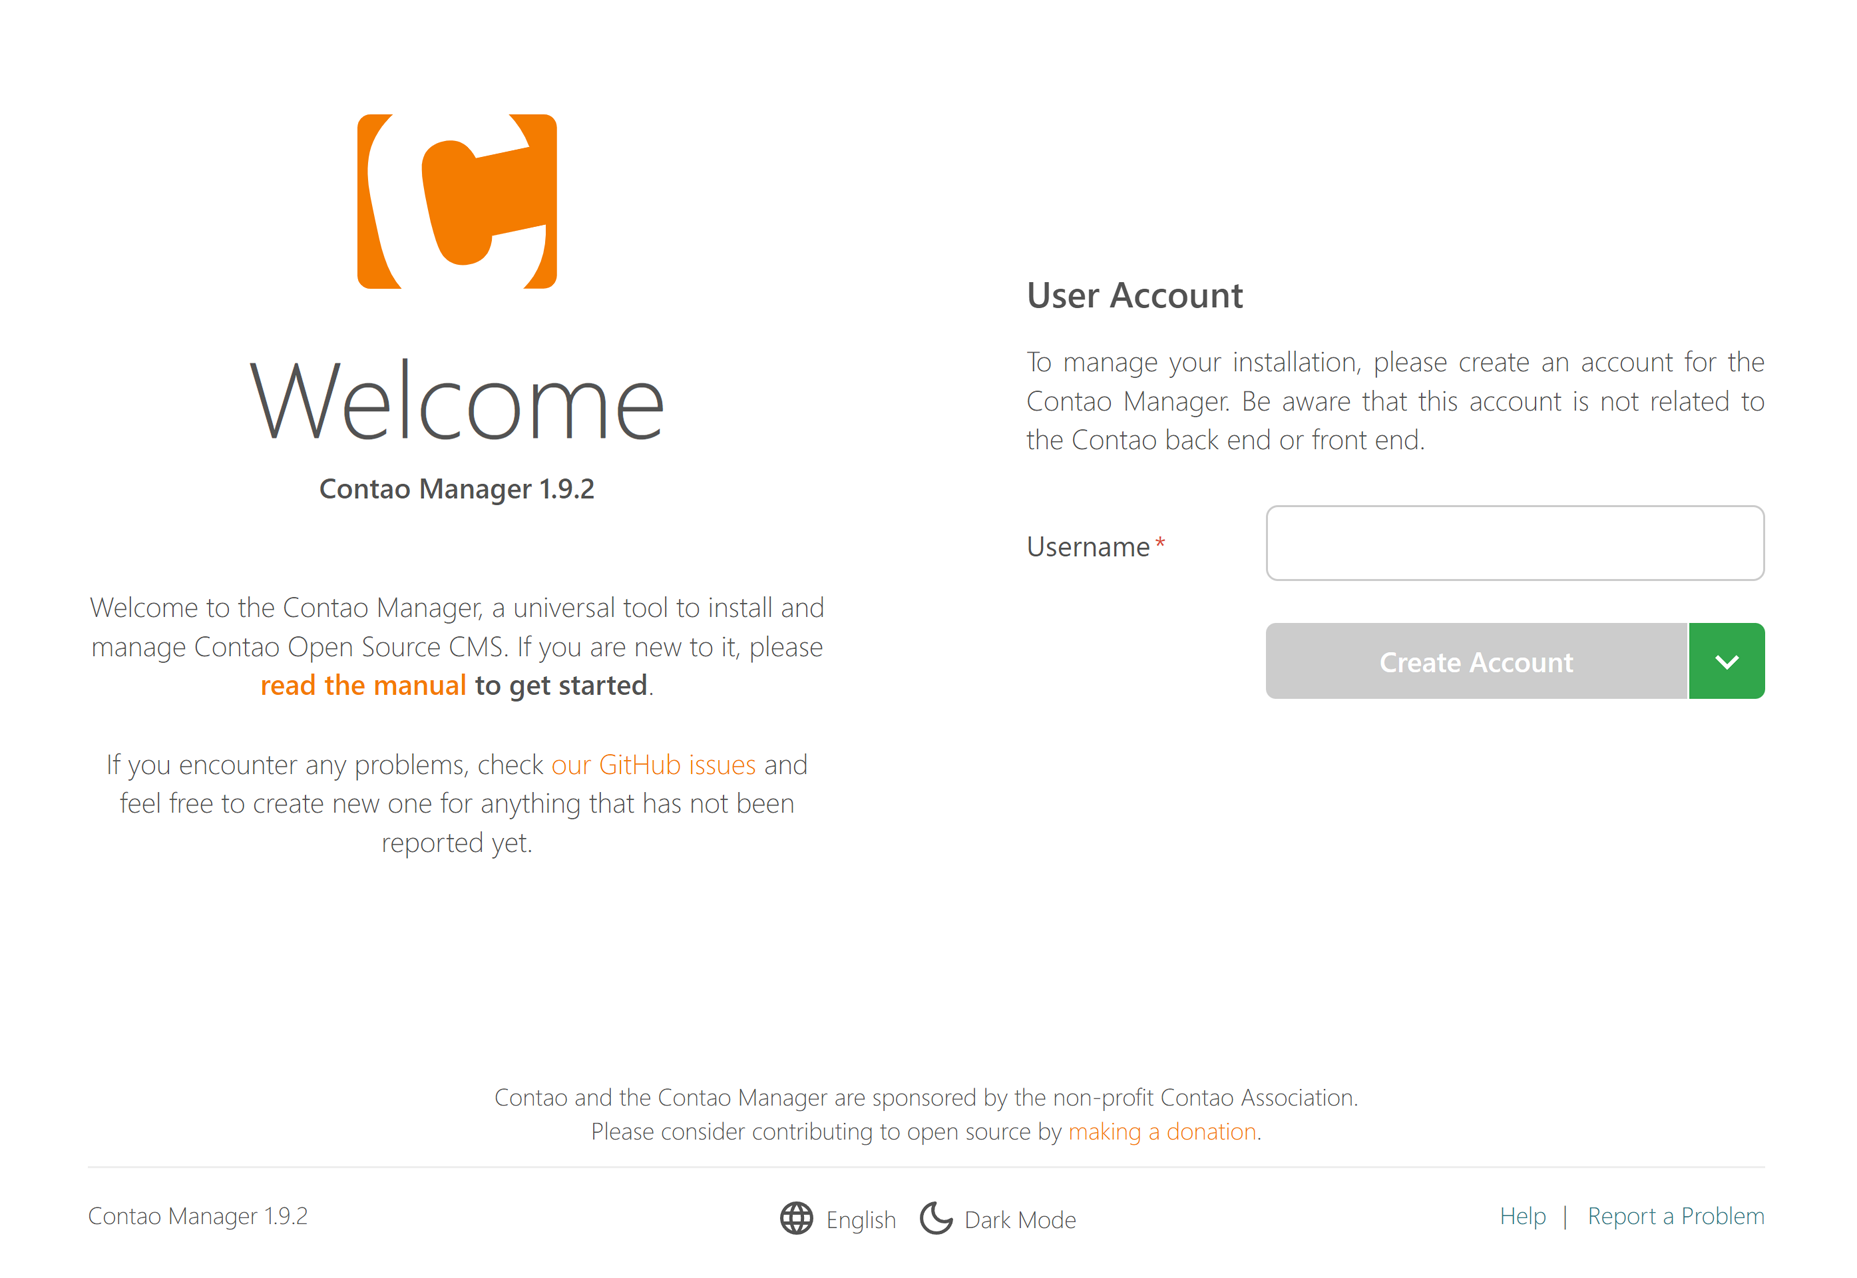 Welcome
Contao Manager 1.9.2
Welcome to the Contao Manager, a universal tool to install and
manage Contao Open Source CMS. If you are new to it, please
read the manual to get started.
If you encounter any problems, check our GitHub issues and
feel free to create new one for anything that has not been
reported yet.
User Account
To manage your installation, please create an account for the
Contao Manager. Be aware that this account is not related to
the Contao back end or front end.
Username*
Create Account
Contao and the Contao Manager are sponsored by the non-profit Contao Association.
Please consider contributing to open source by making a donation.
Contao Manager 1.9.2
English Dark Mode
Help | Report a Problem